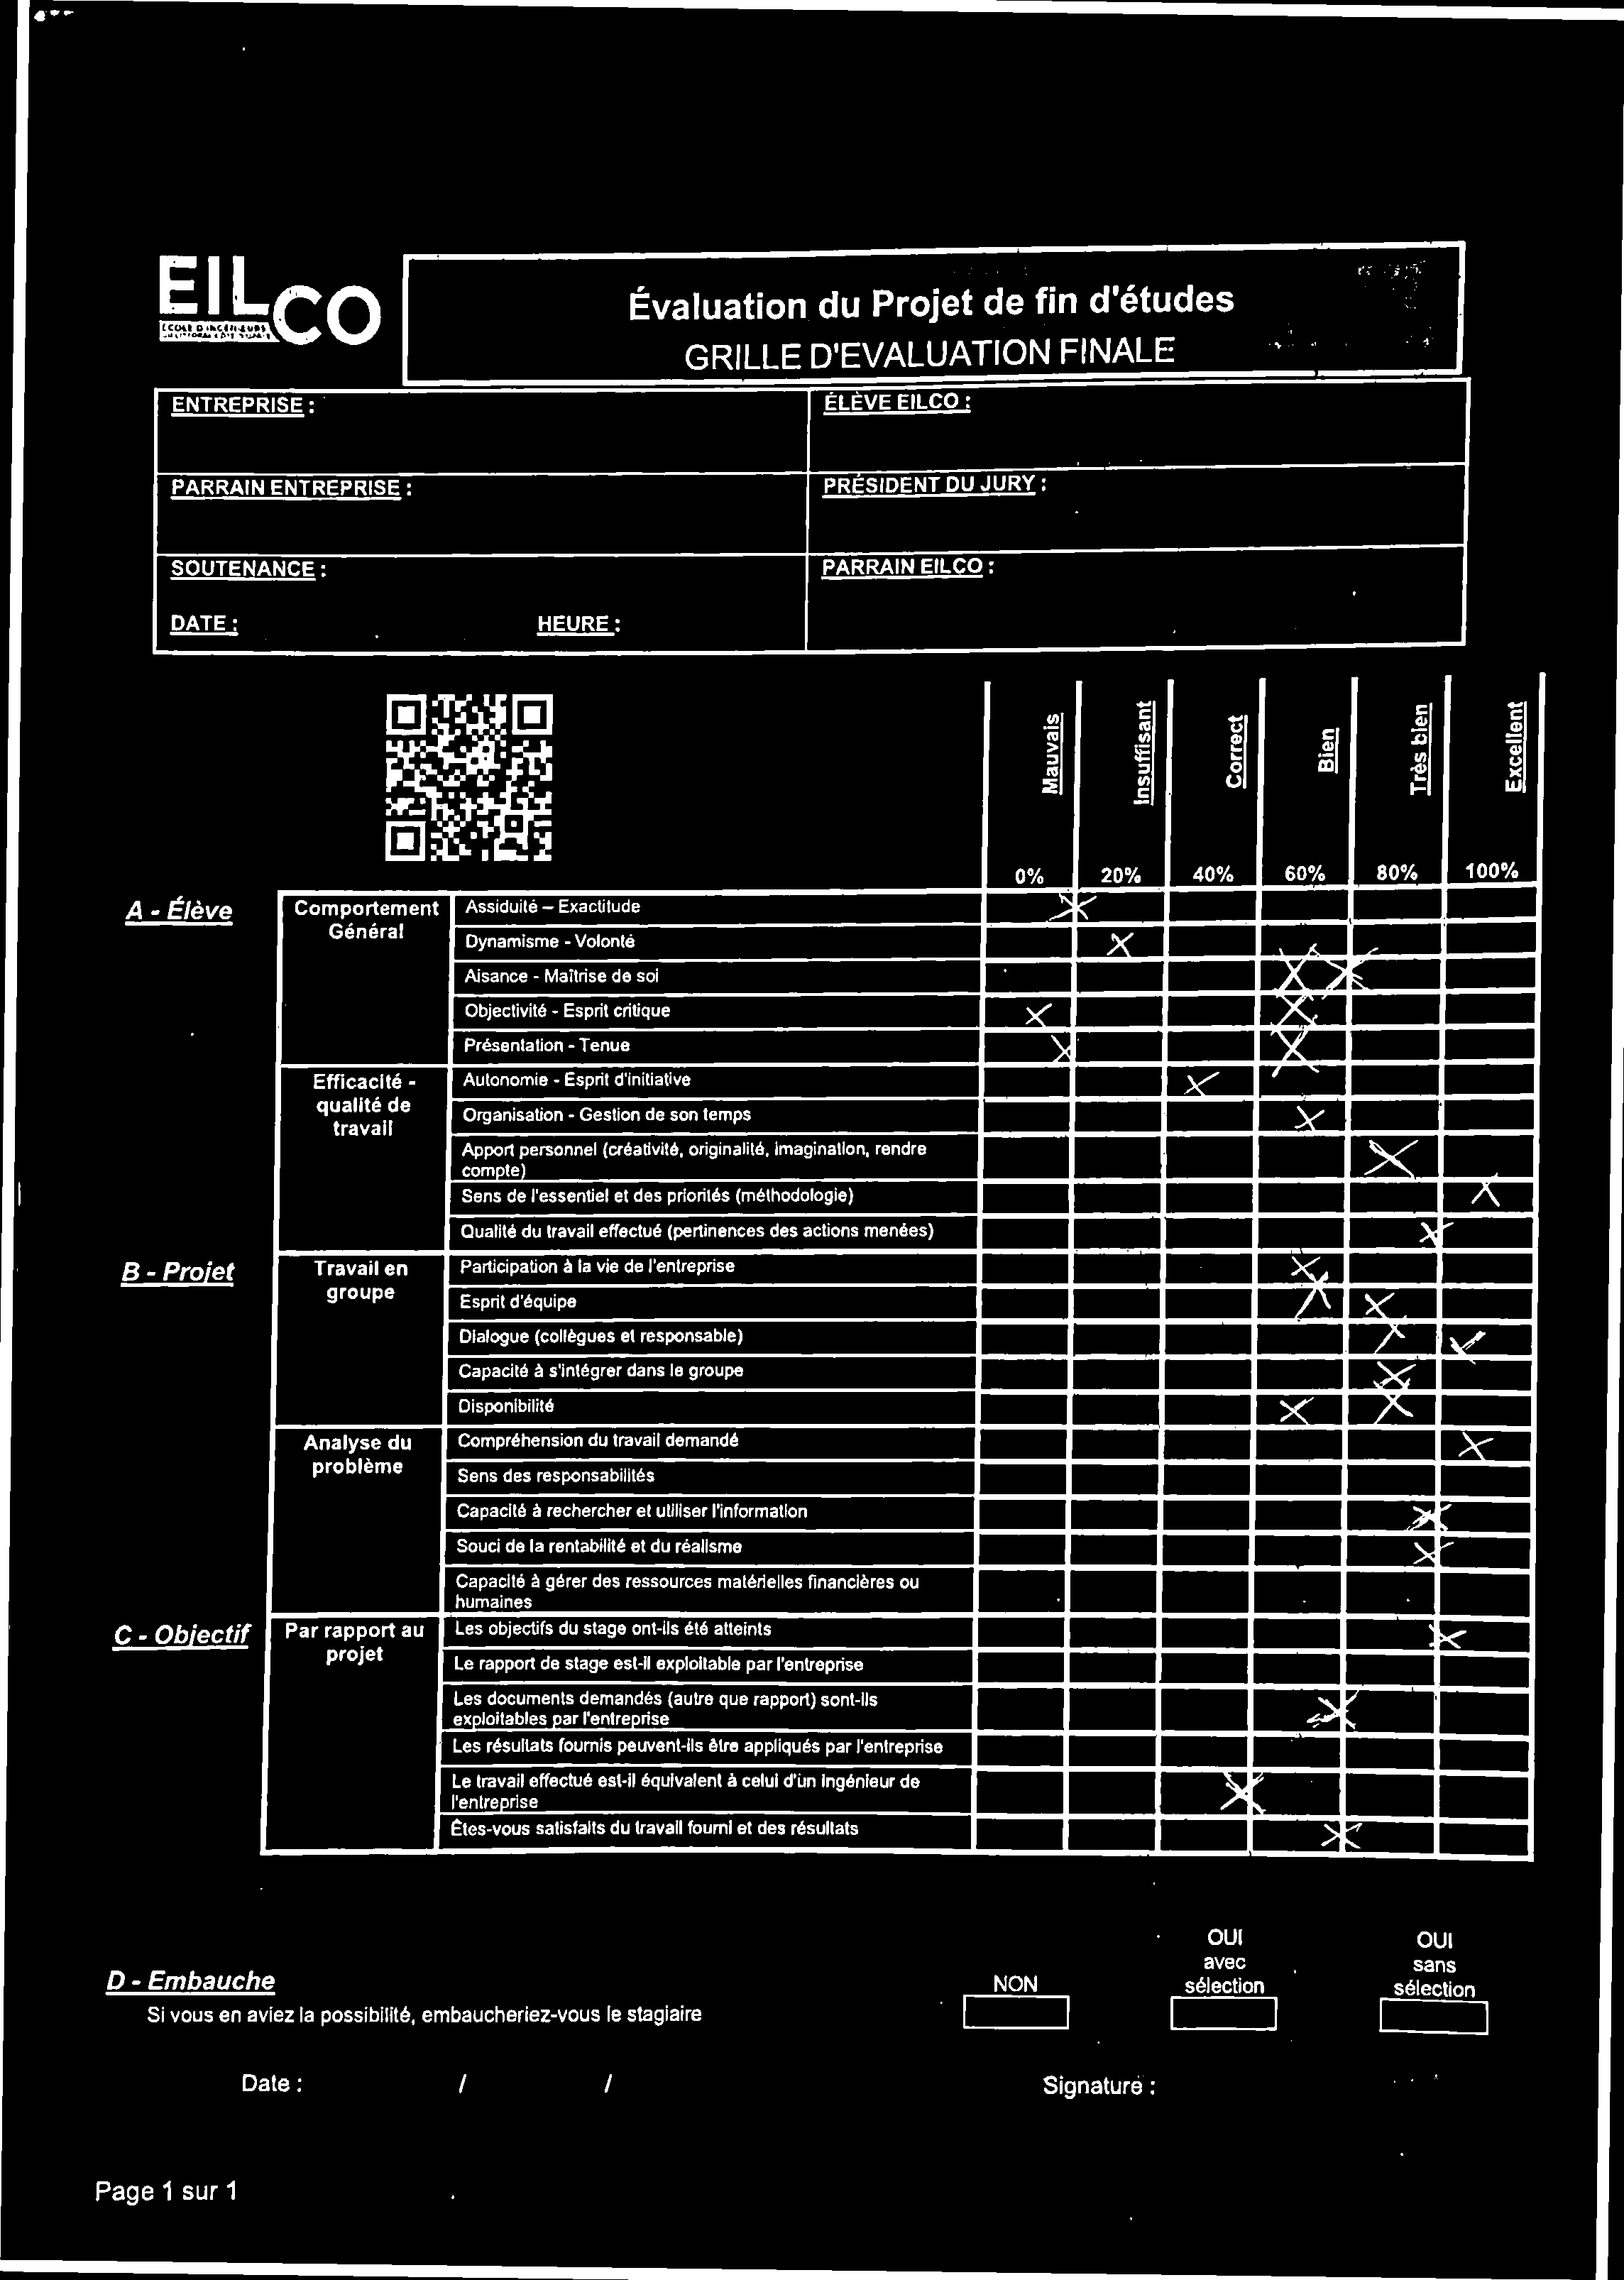 EILCO
Évaluation du Projet de fin d'études
GRILLE D'EVALUATION FINALE
ENTREPRISE :
ÉLÈVE EILCO :
PARRAIN ENTREPRISE :
PRÉSIDENT DU JURY :
SOUTENANCE :
PARRAIN EILCO :
DATE :
HEURE :
Mauvais
Insuffisant
Correct
Bien
Très bien
Excellent
0% 20% 40% 60% 80% 100%
A - Élève
Comportement
Général
Assiduité – Exactitude
Dynamisme - Volonté
Aisance - Maîtrise de soi
Objectivité - Esprit critique
Présentation - Tenue
Efficacité -
qualité de
travail
Autonomie - Esprit d'initiative
Organisation - Gestion de son temps
Apport personnel (créativité, originalité, imagination, rendre
compte)
Sens de l'essentiel et des priorités (méthodologie)
Qualité du travail effectué (pertinences des actions menées)
B - Projet
Travail en
groupe
Participation à la vie de l'entreprise
Esprit d'équipe
Dialogue (collègues et responsable)
Capacité à s'intégrer dans le groupe
Disponibilité
Analyse du
problème
Compréhension du travail demandé
Sens des responsabilités
Capacité à rechercher et utiliser l'information
Souci de la rentabilité et du réalisme
Capacité à gérer des ressources matérielles financières ou
humaines
C - Objectif
Par rapport au
projet
Les objectifs du stage ont-ils été atteints
Le rapport de stage est-il exploitable par l'entreprise
Les documents demandés (autre que rapport) sont-ils
exploitables par l'entreprise
Les résultats fournis peuvent-ils être appliqués par l'entreprise
Le travail effectué est-il équivalent à celui d'un ingénieur de
l'entreprise
Êtes-vous satisfaits du travail fourni et des résultats
D - Embauche
Si vous en aviez la possibilité, embaucheriez-vous le stagiaire
NON
OUI
avec
sélection
OUI
sans
sélection
Date : / /
Signature :
Page 1 sur 1